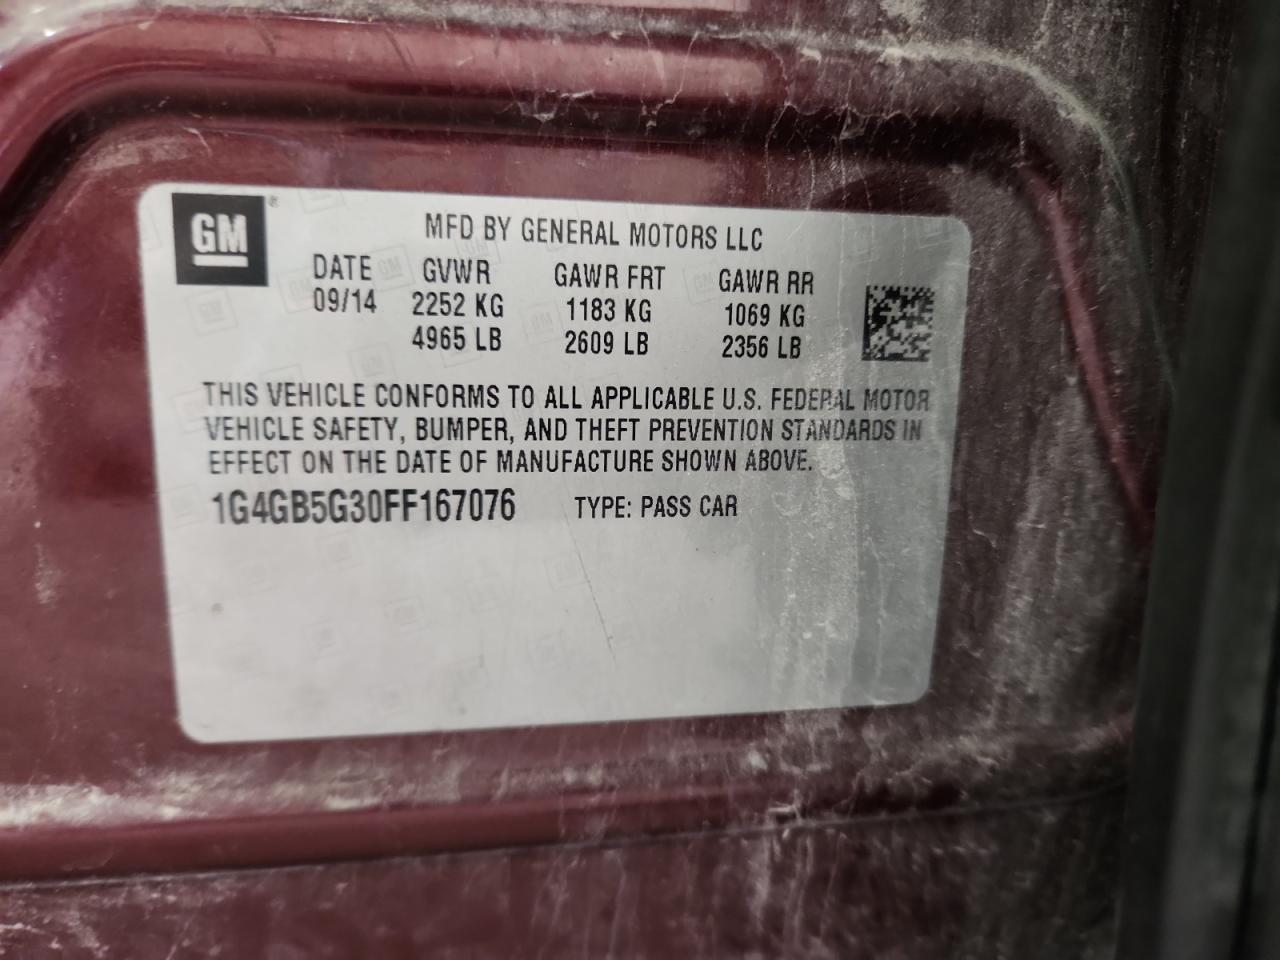 GM ®
MFD BY GENERAL MOTORS LLC
DATE GVWR GAWR FRT GAWR RR
09/14 2252 KG 1183 KG 1069 KG
4965 LB 2609 LB 2356 LB
THIS VEHICLE CONFORMS TO ALL APPLICABLE U.S. FEDERAL MOTOR
VEHICLE SAFETY, BUMPER, AND THEFT PREVENTION STANDARDS IN
EFFECT ON THE DATE OF MANUFACTURE SHOWN ABOVE.
1G4GB5G30FF167076 TYPE: PASS CAR